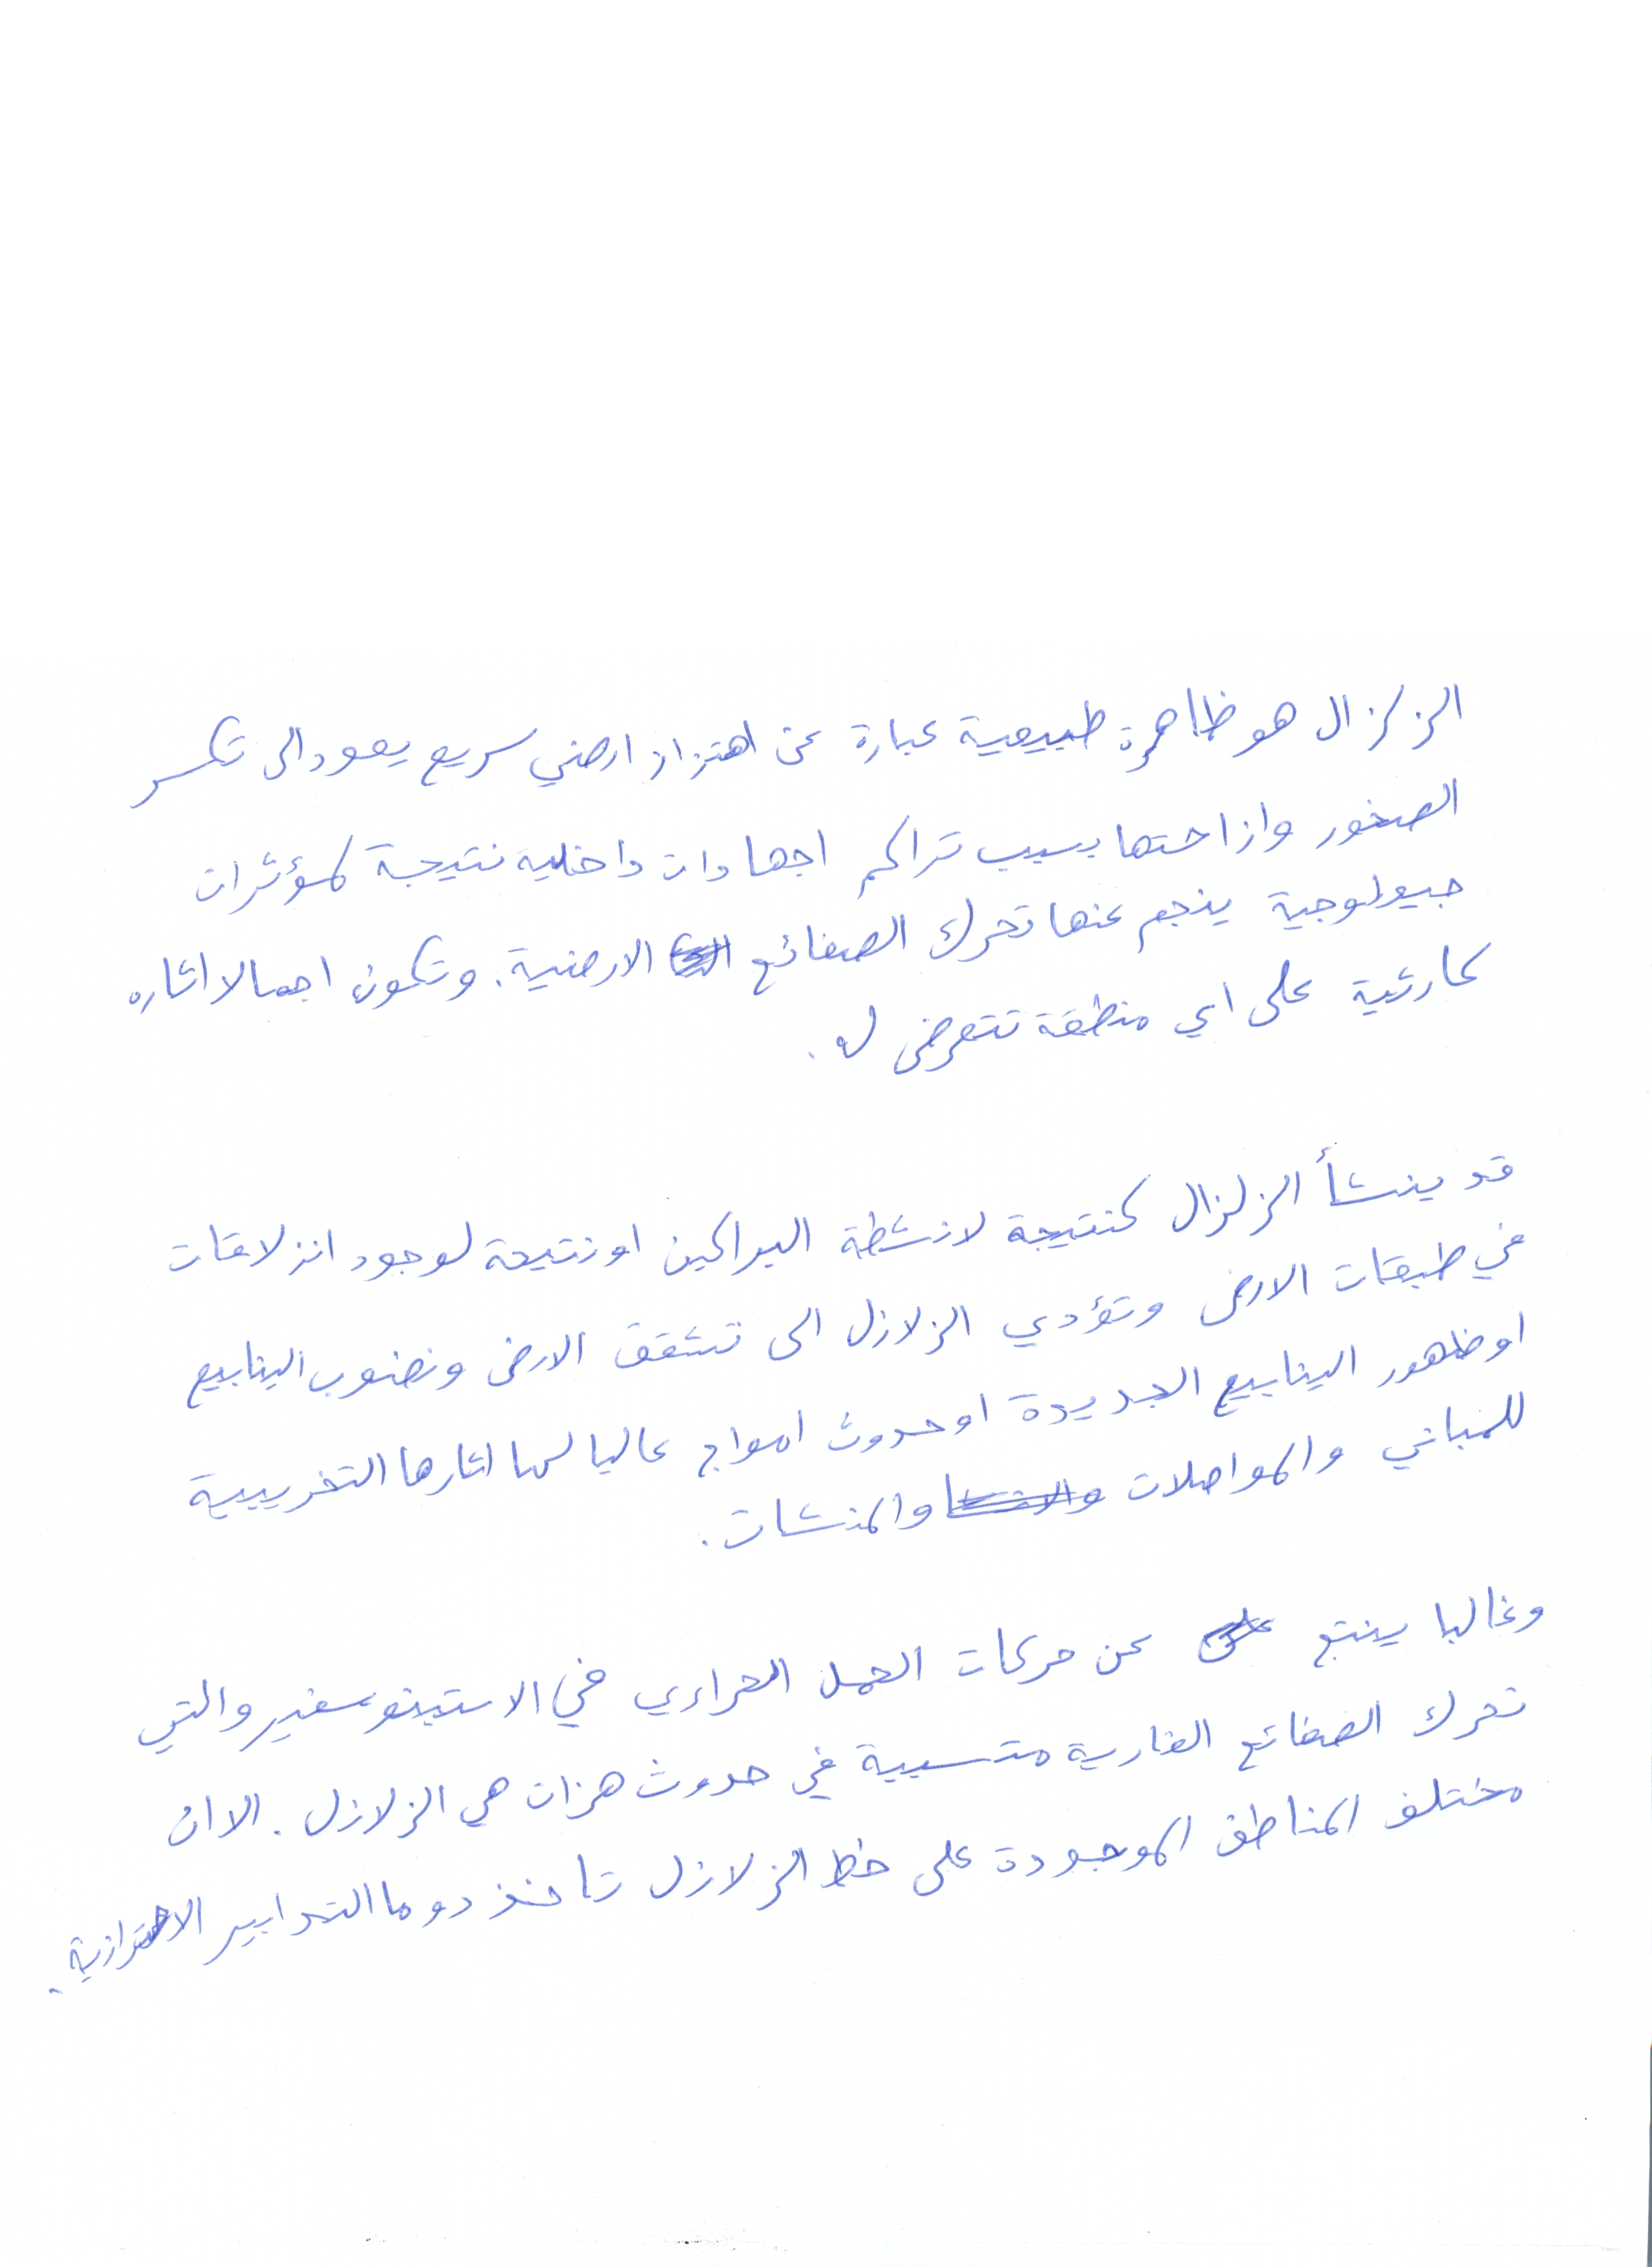 الزلزال هو ظاهرة طبيعية عبارة عن اهتزاز ارضي سريع يعود الى تكسر
الصخور وازاحتها بسبب تراكم اجهادات داخلية نتيجة لمؤثرات
جيولوجية ينجم عنها تحرك الصفائح الارضية. وتكون اجمالا اثاره
كارثية على اي منطقة تتعرض له.
قد ينشأ الزلزال كنتيجة لانشطة البراكين او نتيجة لوجود انزلاقات
في طبقات الارض وتؤدي الزلازل الى تشقق الارض ونضوب الينابيع
او ظهور الينابيع الجديدة او حدوث امواج عاليا لها اثارها التخريبية
للمباني والمواصلات والمنشات.
وغالبا ينتج عن حركات الحمل الحراري في الاستينوسفير والتي
تحرك الصفائح القارية متسببة في حدوث هزات هي الزلازل. الا ان
مختلف المناطق الموجودة على خط الزلازل تاخذ دوما التدابير الاحترازية.